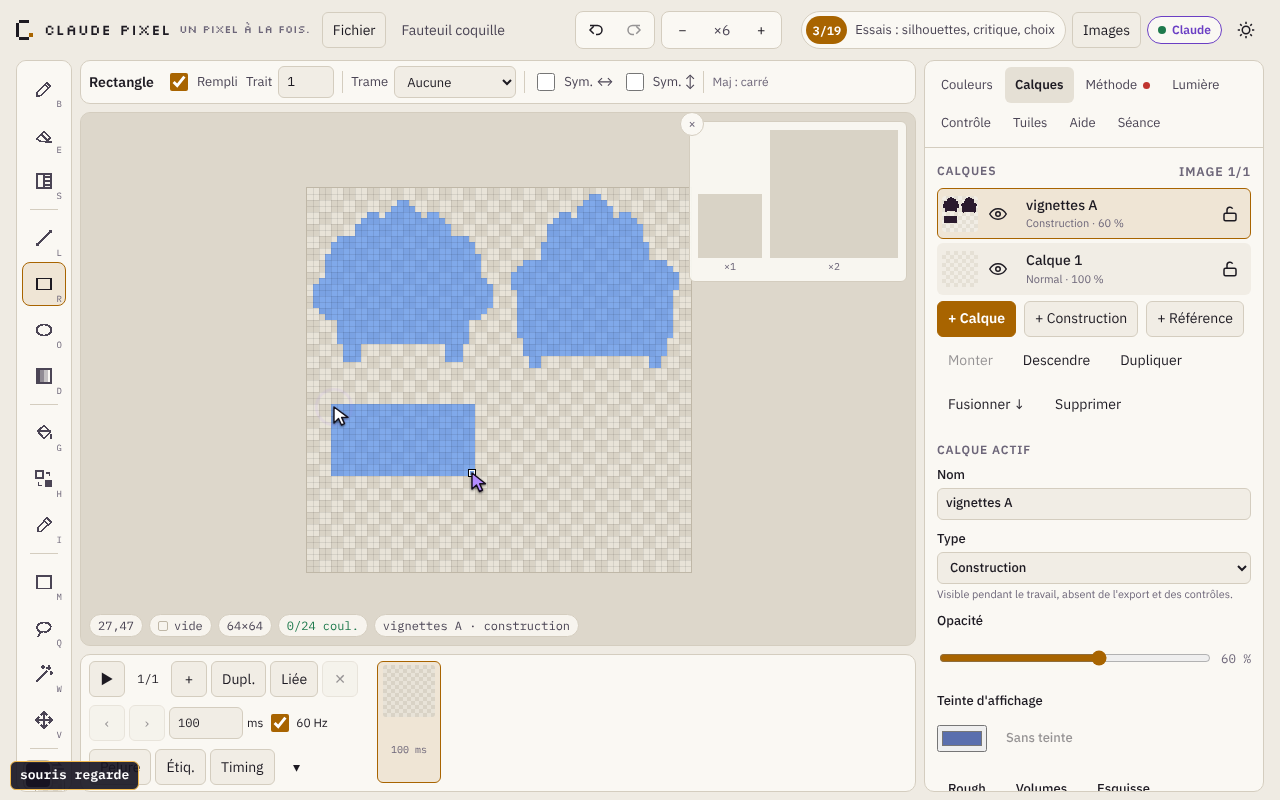 CLAUDE PIXEL
UN PIXEL À LA FOIS.
Fichier
Fauteuil coquille
−
×6
+
3/19
Essais : silhouettes, critique, choix
Images
Claude
Rectangle
Rempli
Trait
1
Trame
Aucune
Sym. ↔
Sym. ↕
Maj : carré
B
E
S
L
R
O
D
G
H
I
M
Q
W
V
×
×1
×2
27,47
vide
64×64
0/24 coul.
vignettes A · construction
1/1
+
Dupl.
Liée
✕
‹
›
100
ms
60 Hz
Étiq.
Timing
▼
100 ms
souris regarde
Couleurs
Calques
Méthode
Lumière
Contrôle
Tuiles
Aide
Séance
CALQUES
IMAGE 1/1
vignettes A
Construction · 60 %
Calque 1
Normal · 100 %
+ Calque
+ Construction
+ Référence
Monter
Descendre
Dupliquer
Fusionner ↓
Supprimer
CALQUE ACTIF
Nom
vignettes A
Type
Construction
Visible pendant le travail, absent de l'export et des contrôles.
Opacité
60 %
Teinte d'affichage
Sans teinte
Rough
Volumes
Esquisse